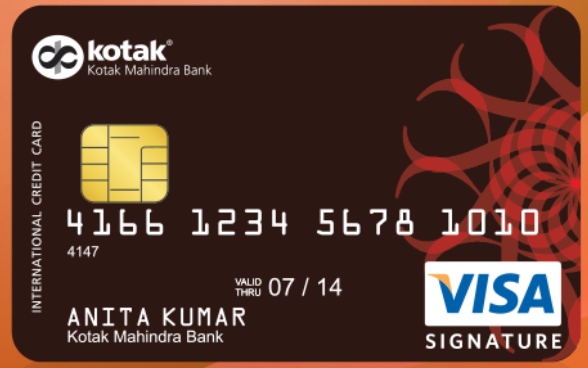 kotak®
Kotak Mahindra Bank
INTERNATIONAL CREDIT CARD
4166 1234 5678 1010
4147
VALID THRU 07 / 14
ANITA KUMAR
Kotak Mahindra Bank
VISA
SIGNATURE